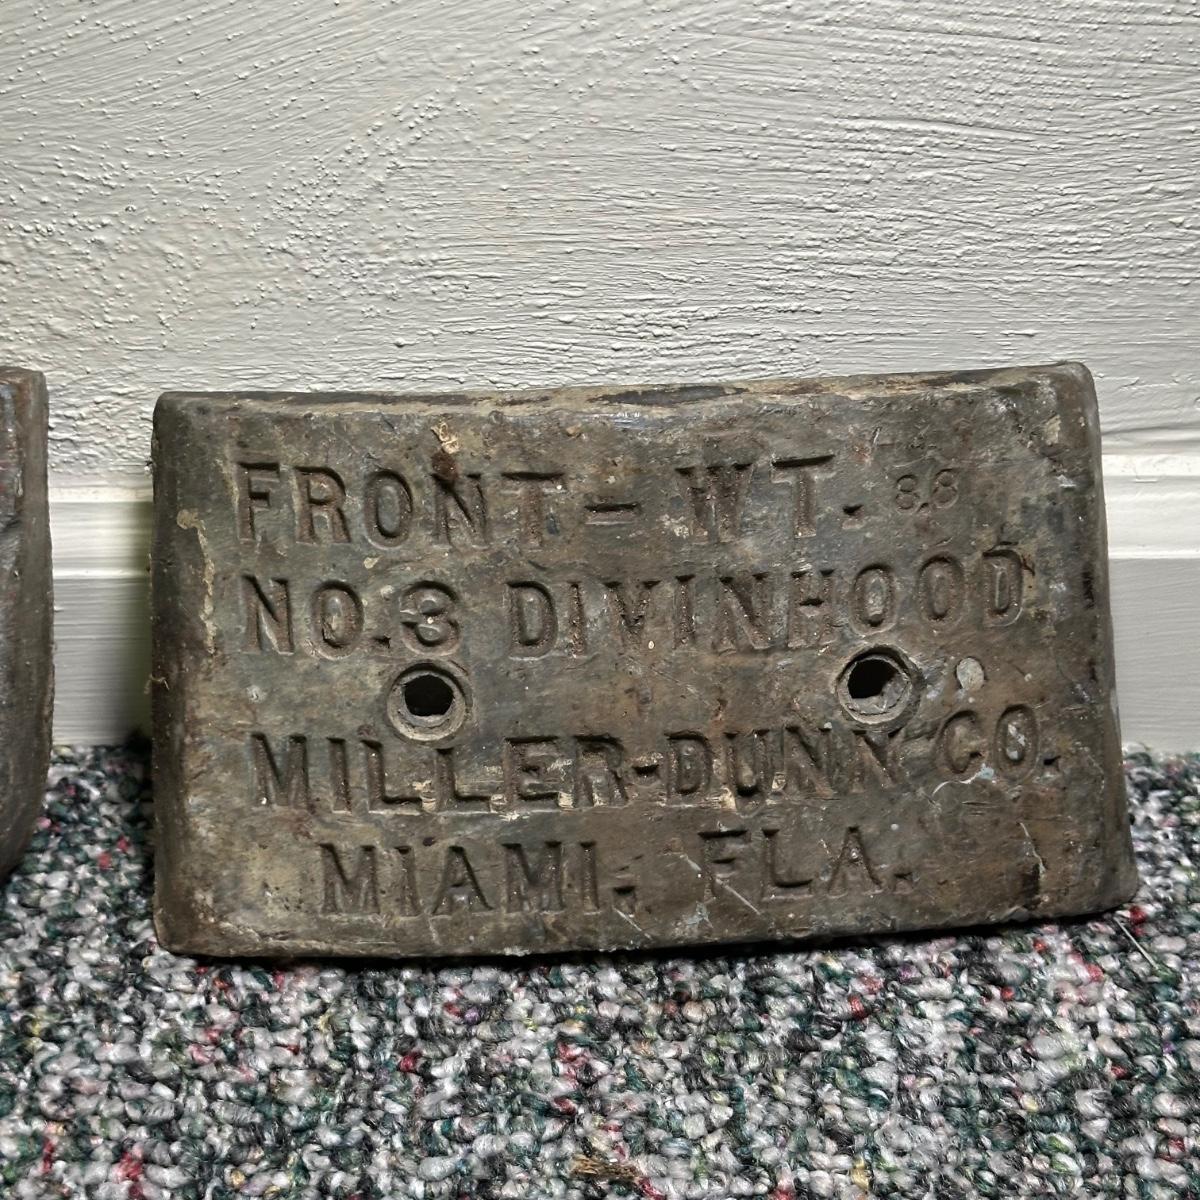 FRONT-WT. 88
NO.3 DIVINHOOD
MILLER-DUNN CO.
MIAMI. FLA.